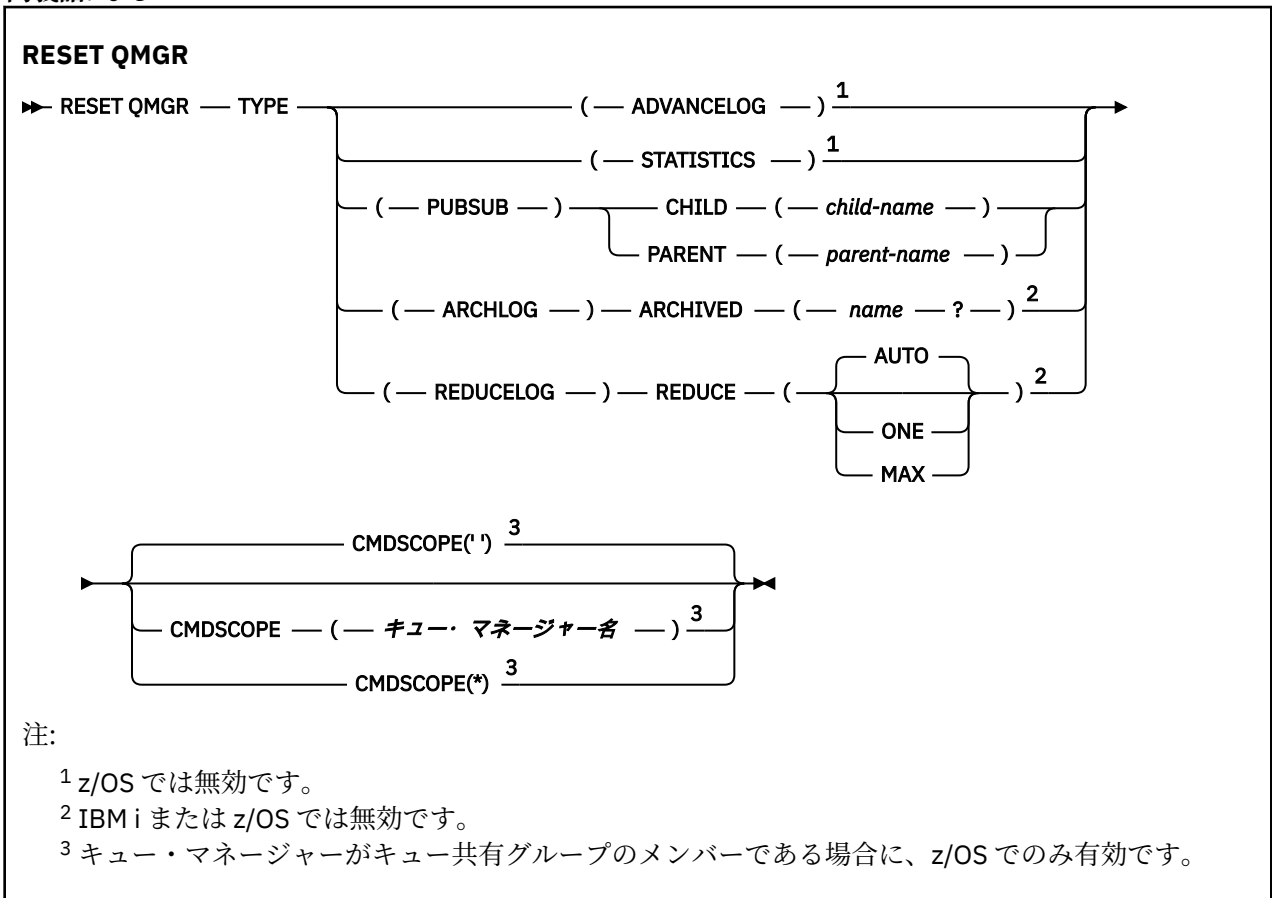 RESET QMGR
RESET QMGR TYPE ( ADVANCELOG ) 1
( STATISTICS ) 1
( PUBSUB ) CHILD ( child-name )
PARENT ( parent-name )
( ARCHLOG ) ARCHIVED ( name ? ) 2
( REDUCELOG ) REDUCE ( AUTO ) 2
ONE
MAX
CMDSCOPE(' ') 3
CMDSCOPE ( キュー・マネージャー名 ) 3
CMDSCOPE(*) 3
注:
1 z/OS では無効です。
2 IBM i または z/OS では無効です。
3 キュー・マネージャーがキュー共有グループのメンバーである場合に、z/OS でのみ有効です。